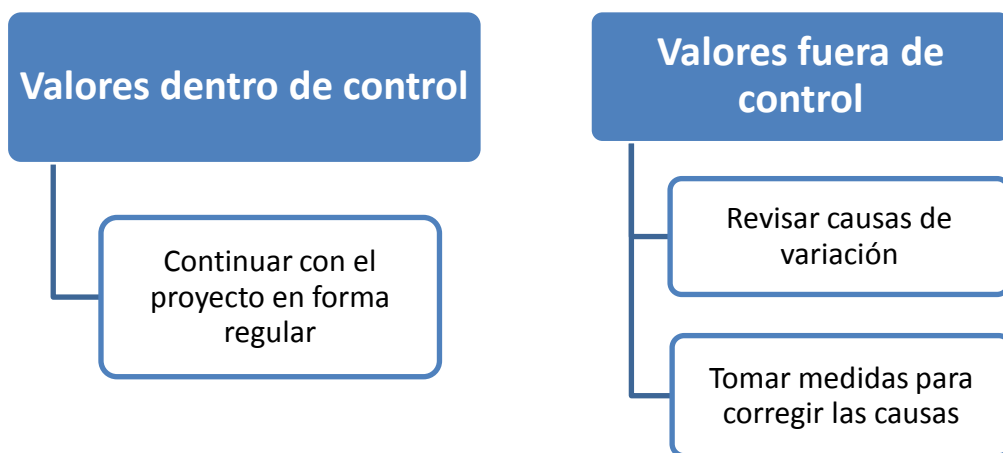 Valores dentro de control
Continuar con el
proyecto en forma
regular
Valores fuera de
control
Revisar causas de
variación
Tomar medidas para
corregir las causas